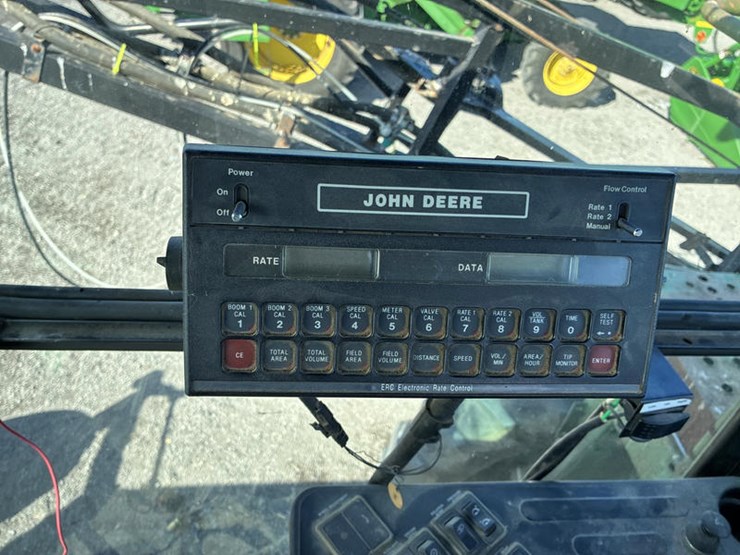 Power
On
Off
JOHN DEERE
Flow Control
Rate 1
Rate 2
Manual
RATE
DATA
BOOM 1 CAL 1
BOOM 2 CAL 2
BOOM 3 CAL 3
SPEED CAL 4
METER CAL 5
VALVE CAL 6
RATE 1 CAL 7
RATE 2 CAL 8
VOL TANK 9
TIME 0
SELF TEST
CE
TOTAL AREA
TOTAL VOLUME
FIELD AREA
FIELD VOLUME
DISTANCE
SPEED
VOL/ MIN
AREA/ HOUR
TIP MONITOR
ENTER
ERC Electronic Rate Control